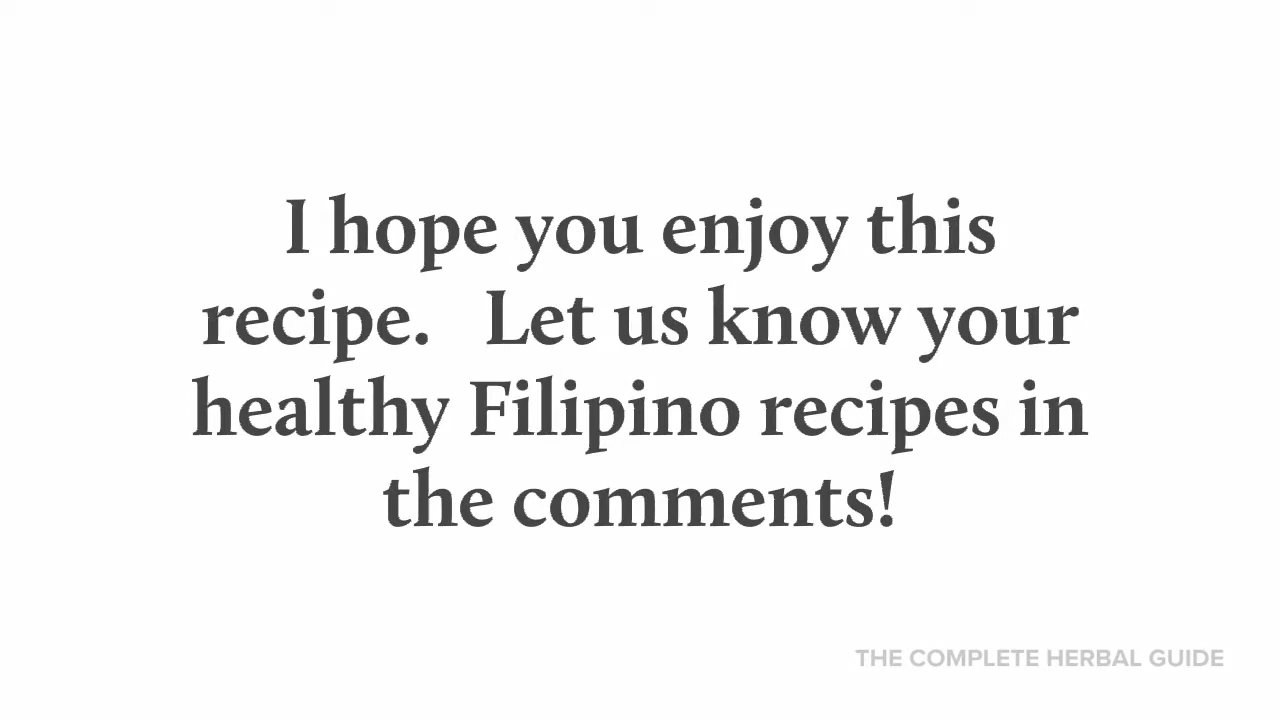 I hope you enjoy this
recipe.   Let us know your
healthy Filipino recipes in
the comments!
THE COMPLETE HERBAL GUIDE